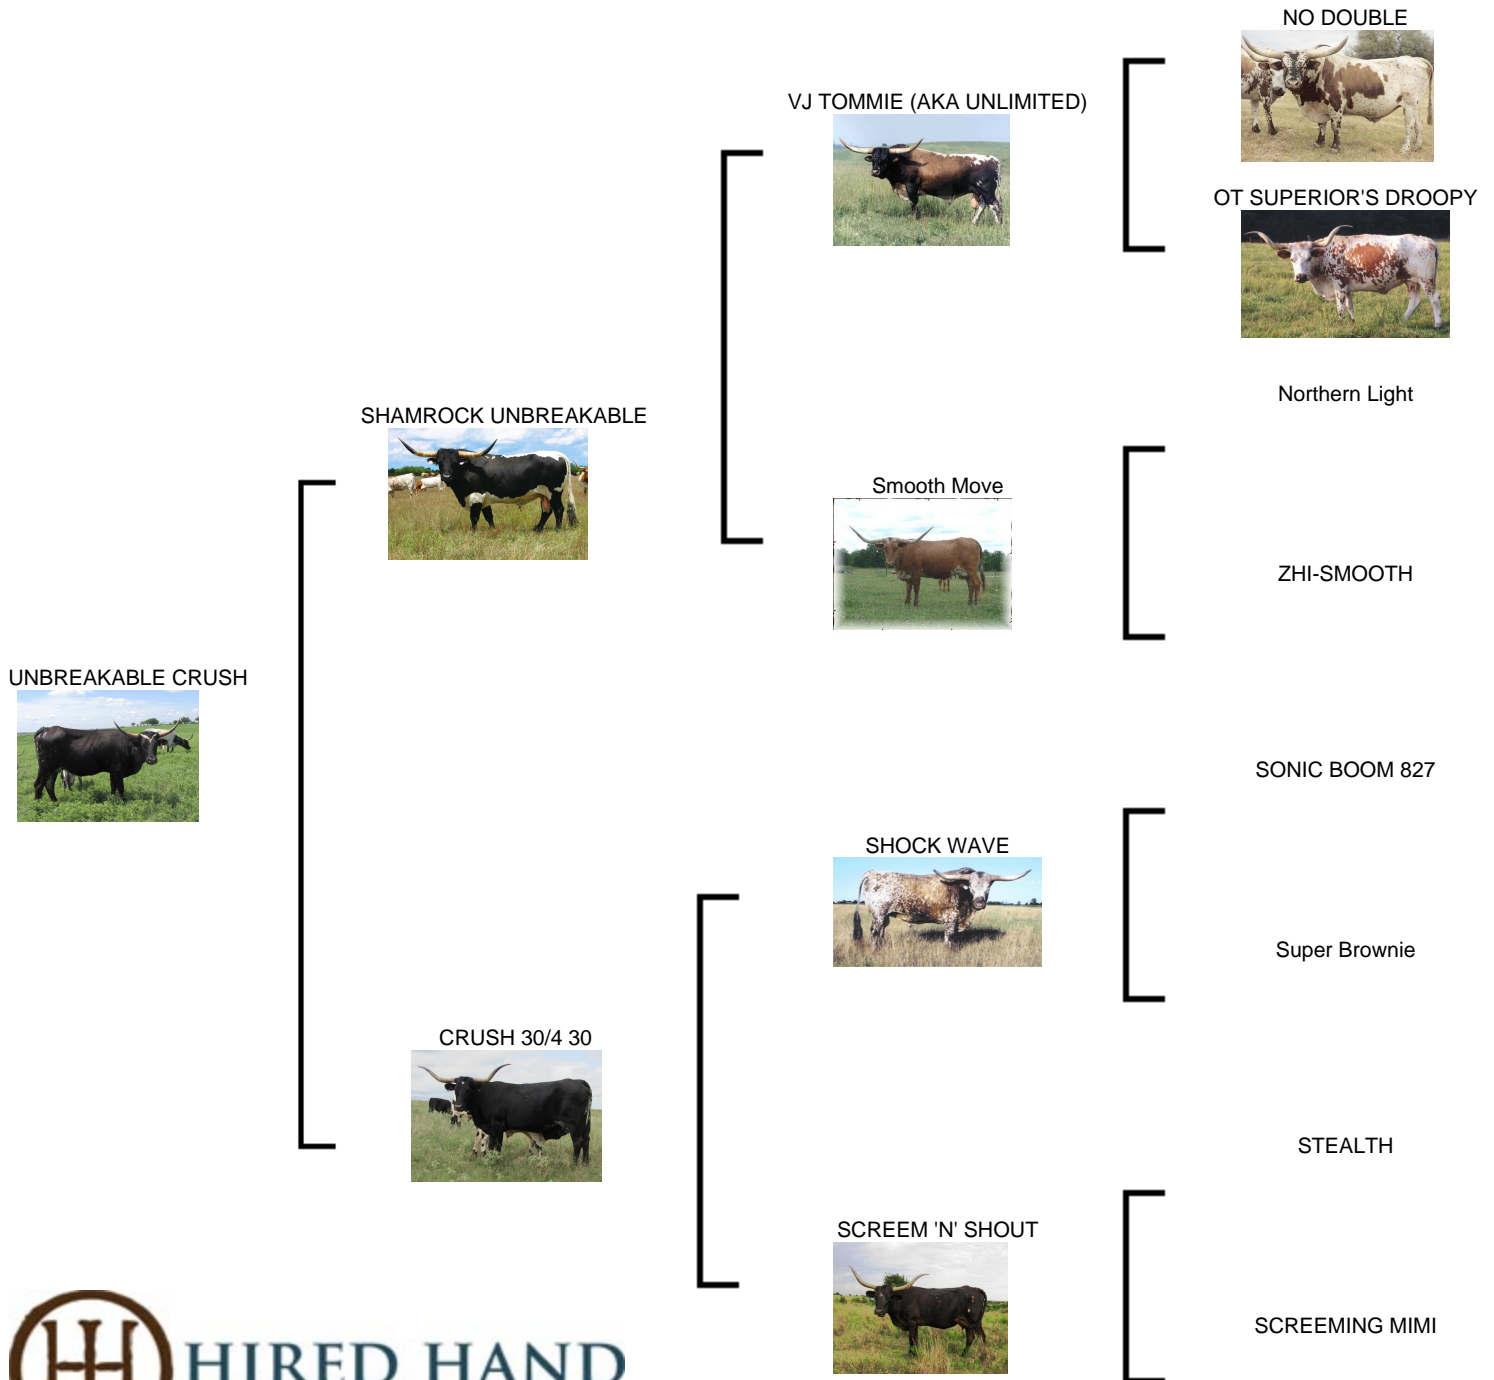 NO DOUBLE
VJ TOMMIE (AKA UNLIMITED)
OT SUPERIOR'S DROOPY
Northern Light
SHAMROCK UNBREAKABLE
Smooth Move
ZHI-SMOOTH
UNBREAKABLE CRUSH
SONIC BOOM 827
SHOCK WAVE
Super Brownie
CRUSH 30/4 30
STEALTH
SCREEM 'N' SHOUT
SCREEMING MIMI
HIRED HAND